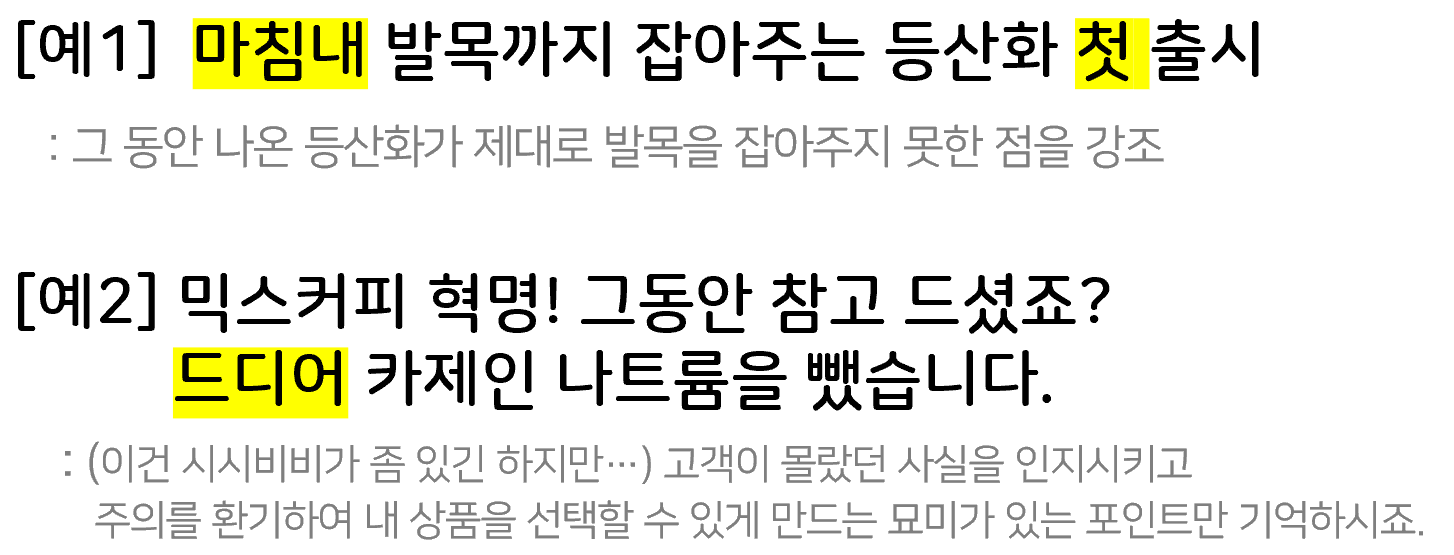 [예1] 마침내 발목까지 잡아주는 등산화 첫 출시
: 그 동안 나온 등산화가 제대로 발목을 잡아주지 못한 점을 강조
[예2] 믹스커피 혁명! 그동안 참고 드셨죠?
드디어 카제인 나트륨을 뺐습니다.
: (이건 시시비비가 좀 있긴 하지만…) 고객이 몰랐던 사실을 인지시키고
주의를 환기하여 내 상품을 선택할 수 있게 만드는 묘미가 있는 포인트만 기억하시죠.